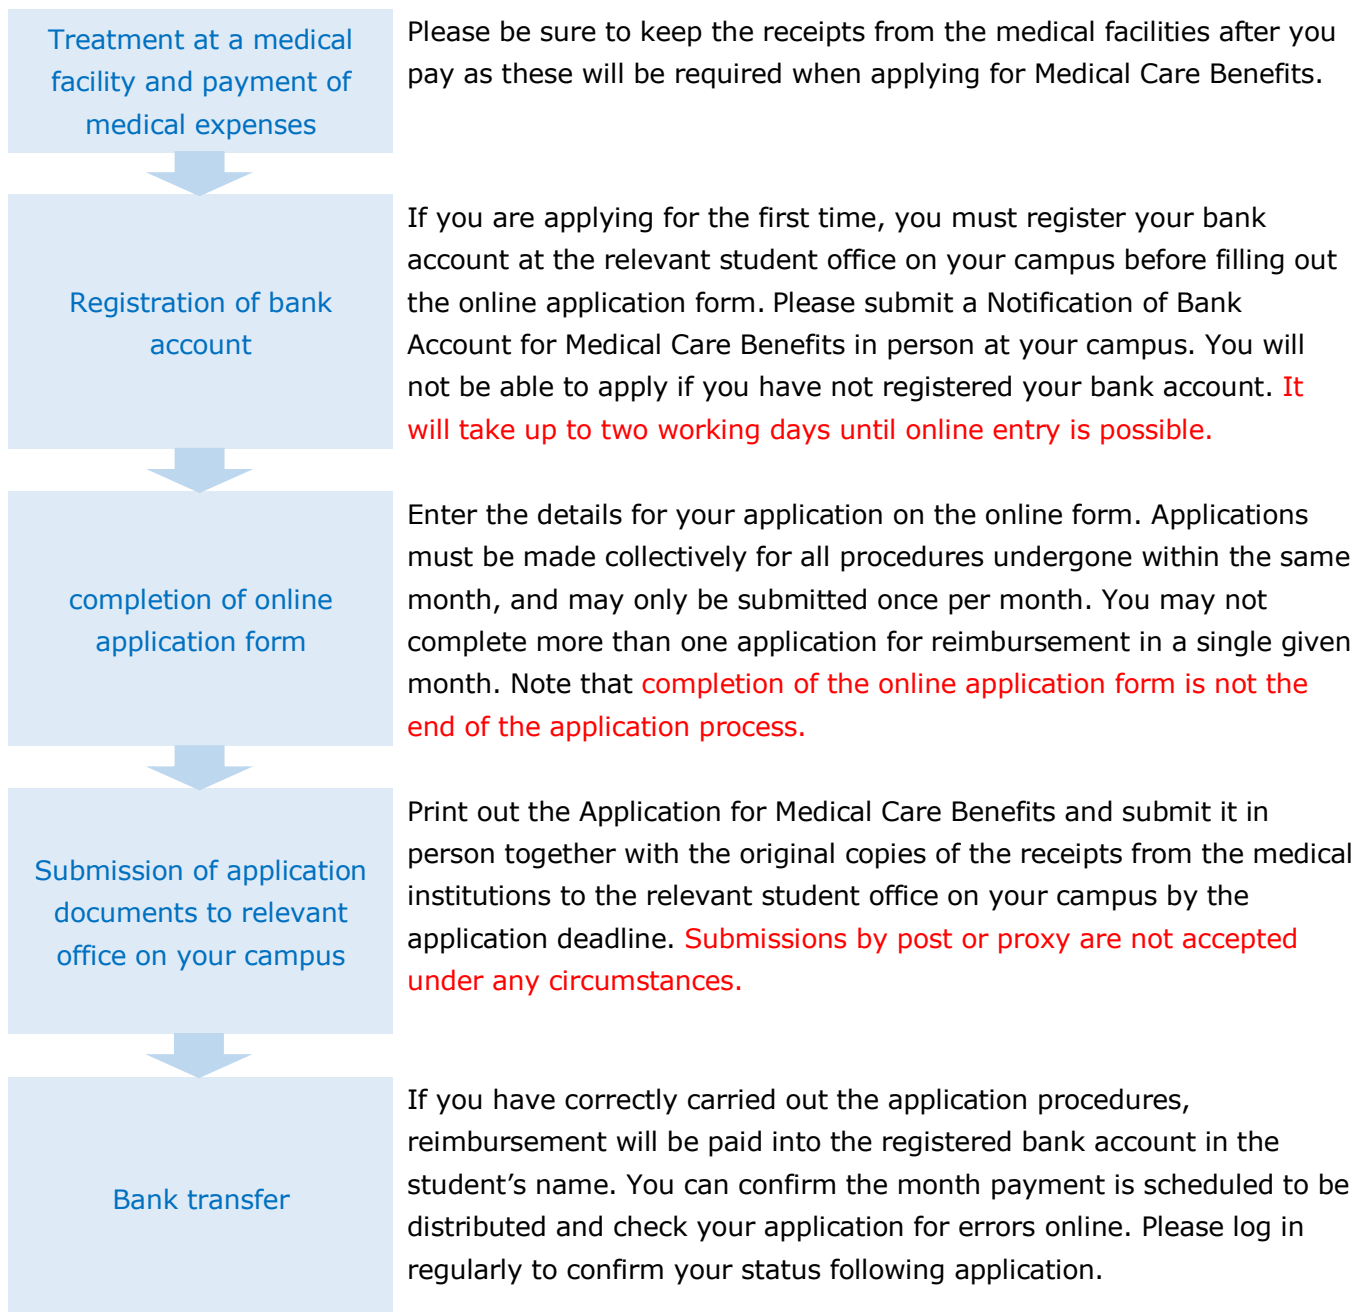 Treatment at a medical
facility and payment of
medical expenses
Please be sure to keep the receipts from the medical facilities after you
pay as these will be required when applying for Medical Care Benefits.
Registration of bank
account
If you are applying for the first time, you must register your bank
account at the relevant student office on your campus before filling out
the online application form. Please submit a Notification of Bank
Account for Medical Care Benefits in person at your campus. You will
not be able to apply if you have not registered your bank account. It
will take up to two working days until online entry is possible.
completion of online
application form
Enter the details for your application on the online form. Applications
must be made collectively for all procedures undergone within the same
month, and may only be submitted once per month. You may not
complete more than one application for reimbursement in a single given
month. Note that completion of the online application form is not the
end of the application process.
Submission of application
documents to relevant
office on your campus
Print out the Application for Medical Care Benefits and submit it in
person together with the original copies of the receipts from the medical
institutions to the relevant student office on your campus by the
application deadline. Submissions by post or proxy are not accepted
under any circumstances.
Bank transfer
If you have correctly carried out the application procedures,
reimbursement will be paid into the registered bank account in the
student’s name. You can confirm the month payment is scheduled to be
distributed and check your application for errors online. Please log in
regularly to confirm your status following application.